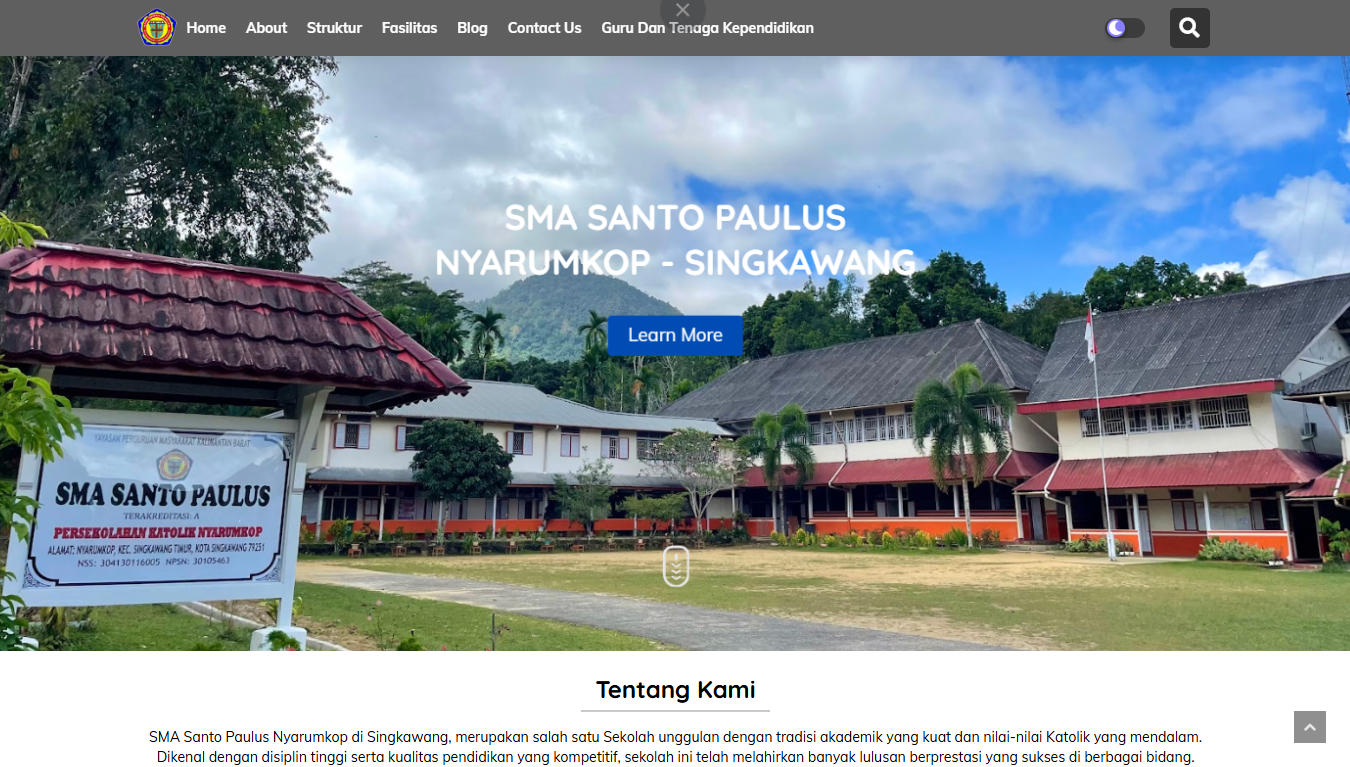 Home About Struktur Fasilitas Blog Contact Us Guru Dan Tenaga Kependidikan
SMA SANTO PAULUS
NYARUMKOP - SINGKAWANG
Learn More
YAYASAN PERGURUAN MASYARAKAT KALIMANTAN BARAT
SMA SANTO PAULUS
TERAKREDITASI: A
PERSEKOLAHAN KATOLIK NYARUMKOP
ALAMAT: NYARUMKOP, KEC. SINGKAWANG TIMUR, KOTA SINGKAWANG 79251
NSS: 304130116005 NPSN: 30105463
Tentang Kami
SMA Santo Paulus Nyarumkop di Singkawang, merupakan salah satu Sekolah unggulan dengan tradisi akademik yang kuat dan nilai-nilai Katolik yang mendalam.
Dikenal dengan disiplin tinggi serta kualitas pendidikan yang kompetitif, sekolah ini telah melahirkan banyak lulusan berprestasi yang sukses di berbagai bidang.